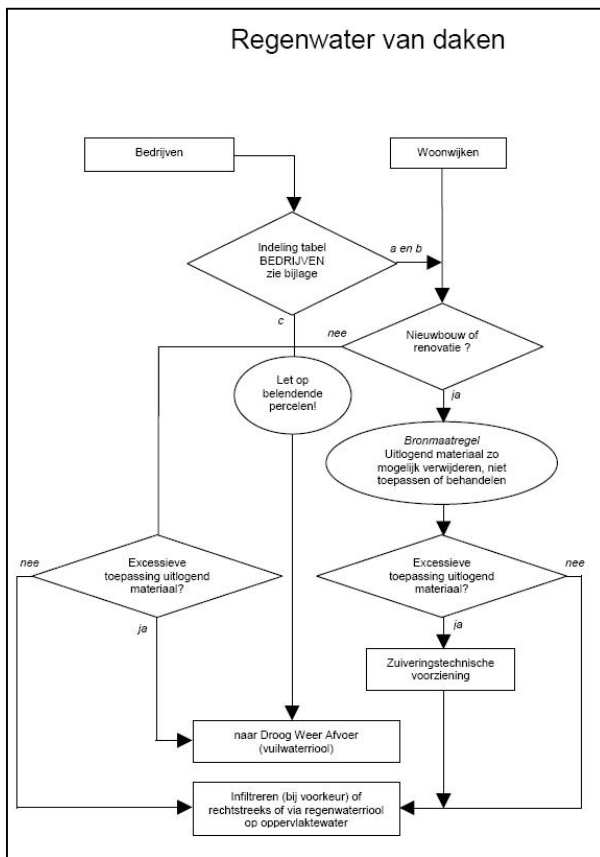 Regenwater van daken
Bedrijven
Woonwijken
Indeling tabel
BEDRIJVEN
zie bijlage
a en b
c
nee
Nieuwbouw of
renovatie ?
ja
Let op
belendende
percelen!
Bronmaatregel
Uitlogend materiaal zo
mogelijk verwijderen, niet
toepassen of behandelen
nee
Excessieve
toepassing uitlogend
materiaal?
ja
Excessieve
toepassing uitlogend
materiaal?
nee
ja
Zuiveringstechnische
voorziening
naar Droog Weer Afvoer
(vuilwaterriool)
Infiltreren (bij voorkeur) of
rechtstreeks of via regenwaterriool
op oppervlaktewater